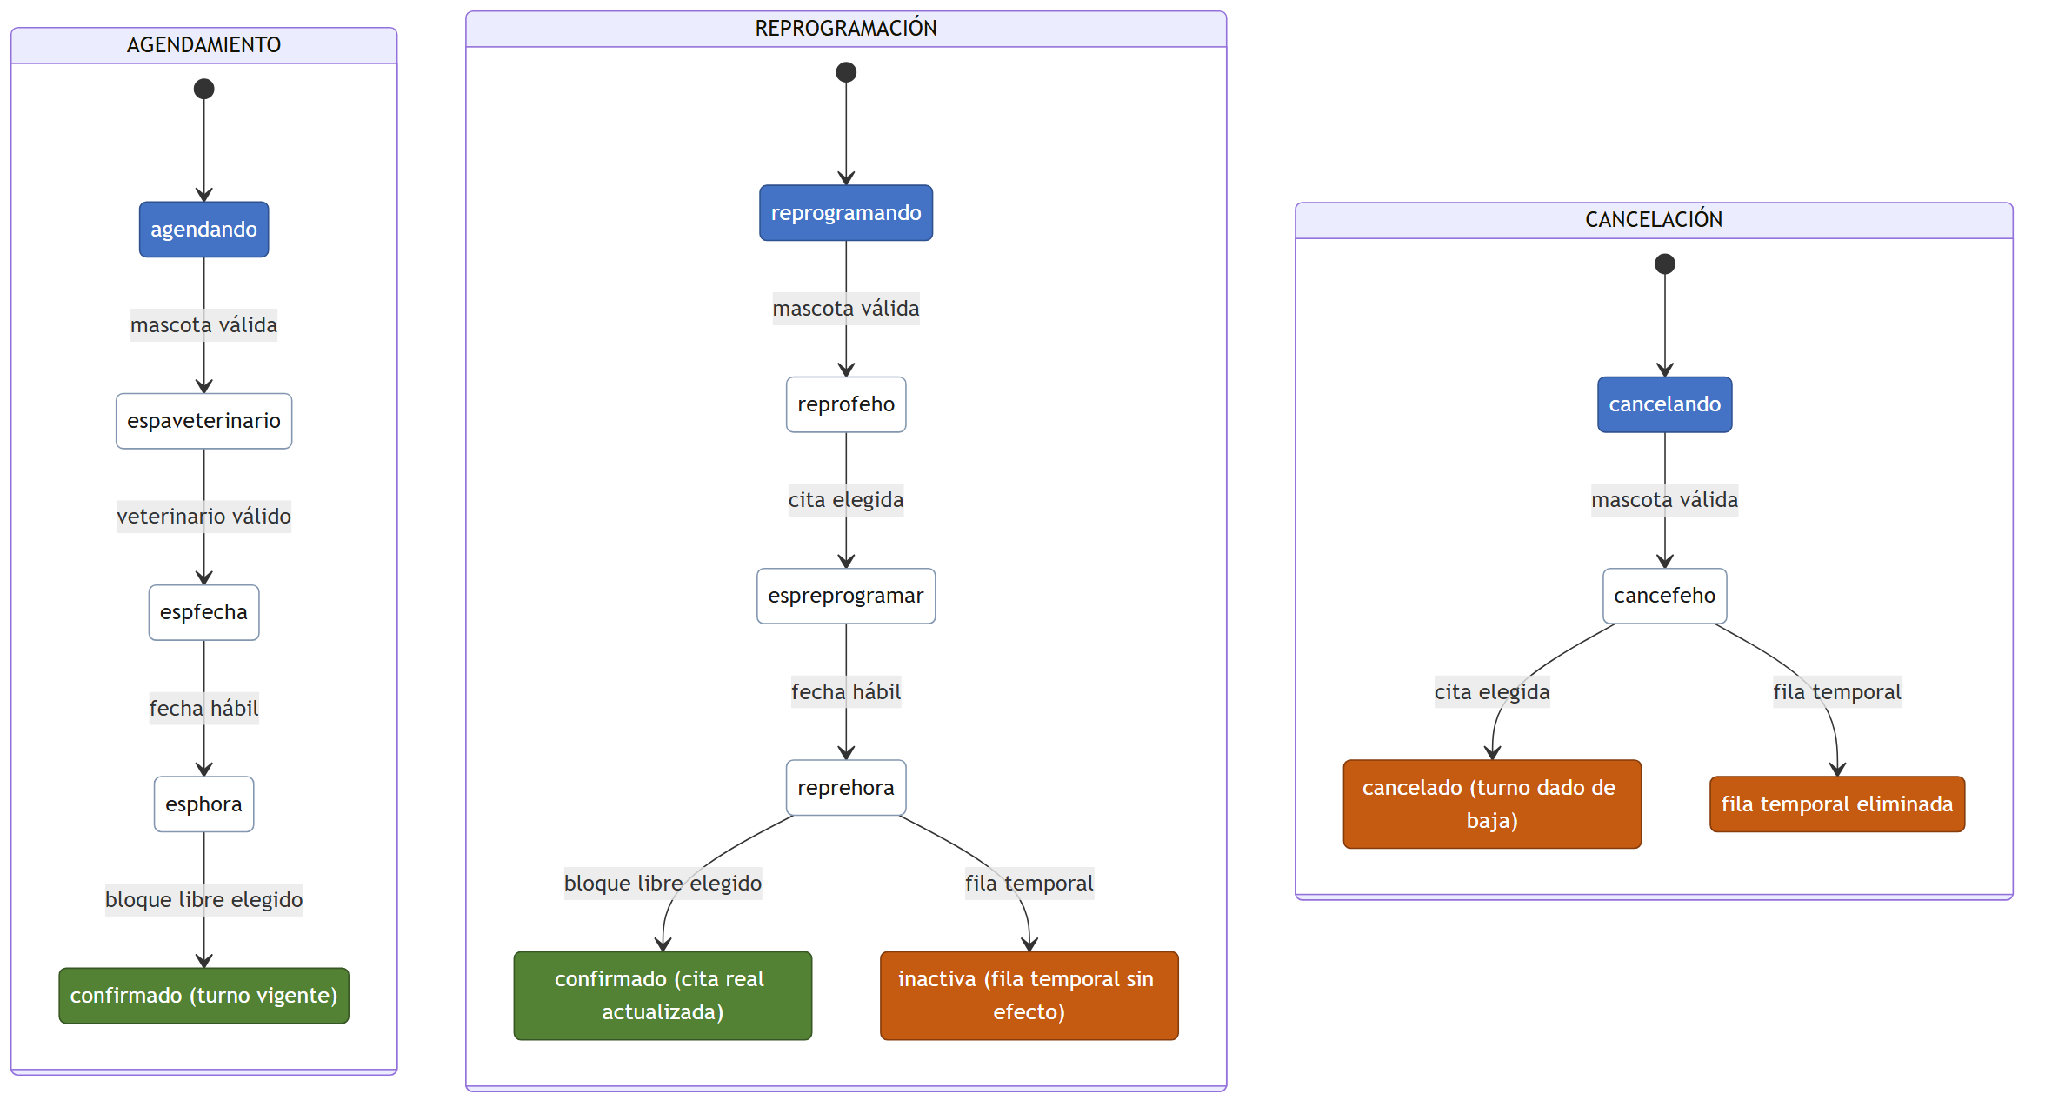 AGENDAMIENTO
agendando
mascota válida
espaveterinario
veterinario válido
espfecha
fecha hábil
esphora
bloque libre elegido
confirmado (turno vigente)
REPROGRAMACIÓN
reprogramando
mascota válida
reprofeho
cita elegida
espreprogramar
fecha hábil
reprehora
bloque libre elegido
fila temporal
confirmado (cita real
actualizada)
inactiva (fila temporal sin
efecto)
CANCELACIÓN
cancelando
mascota válida
cancefeho
cita elegida
fila temporal
cancelado (turno dado de
baja)
fila temporal eliminada